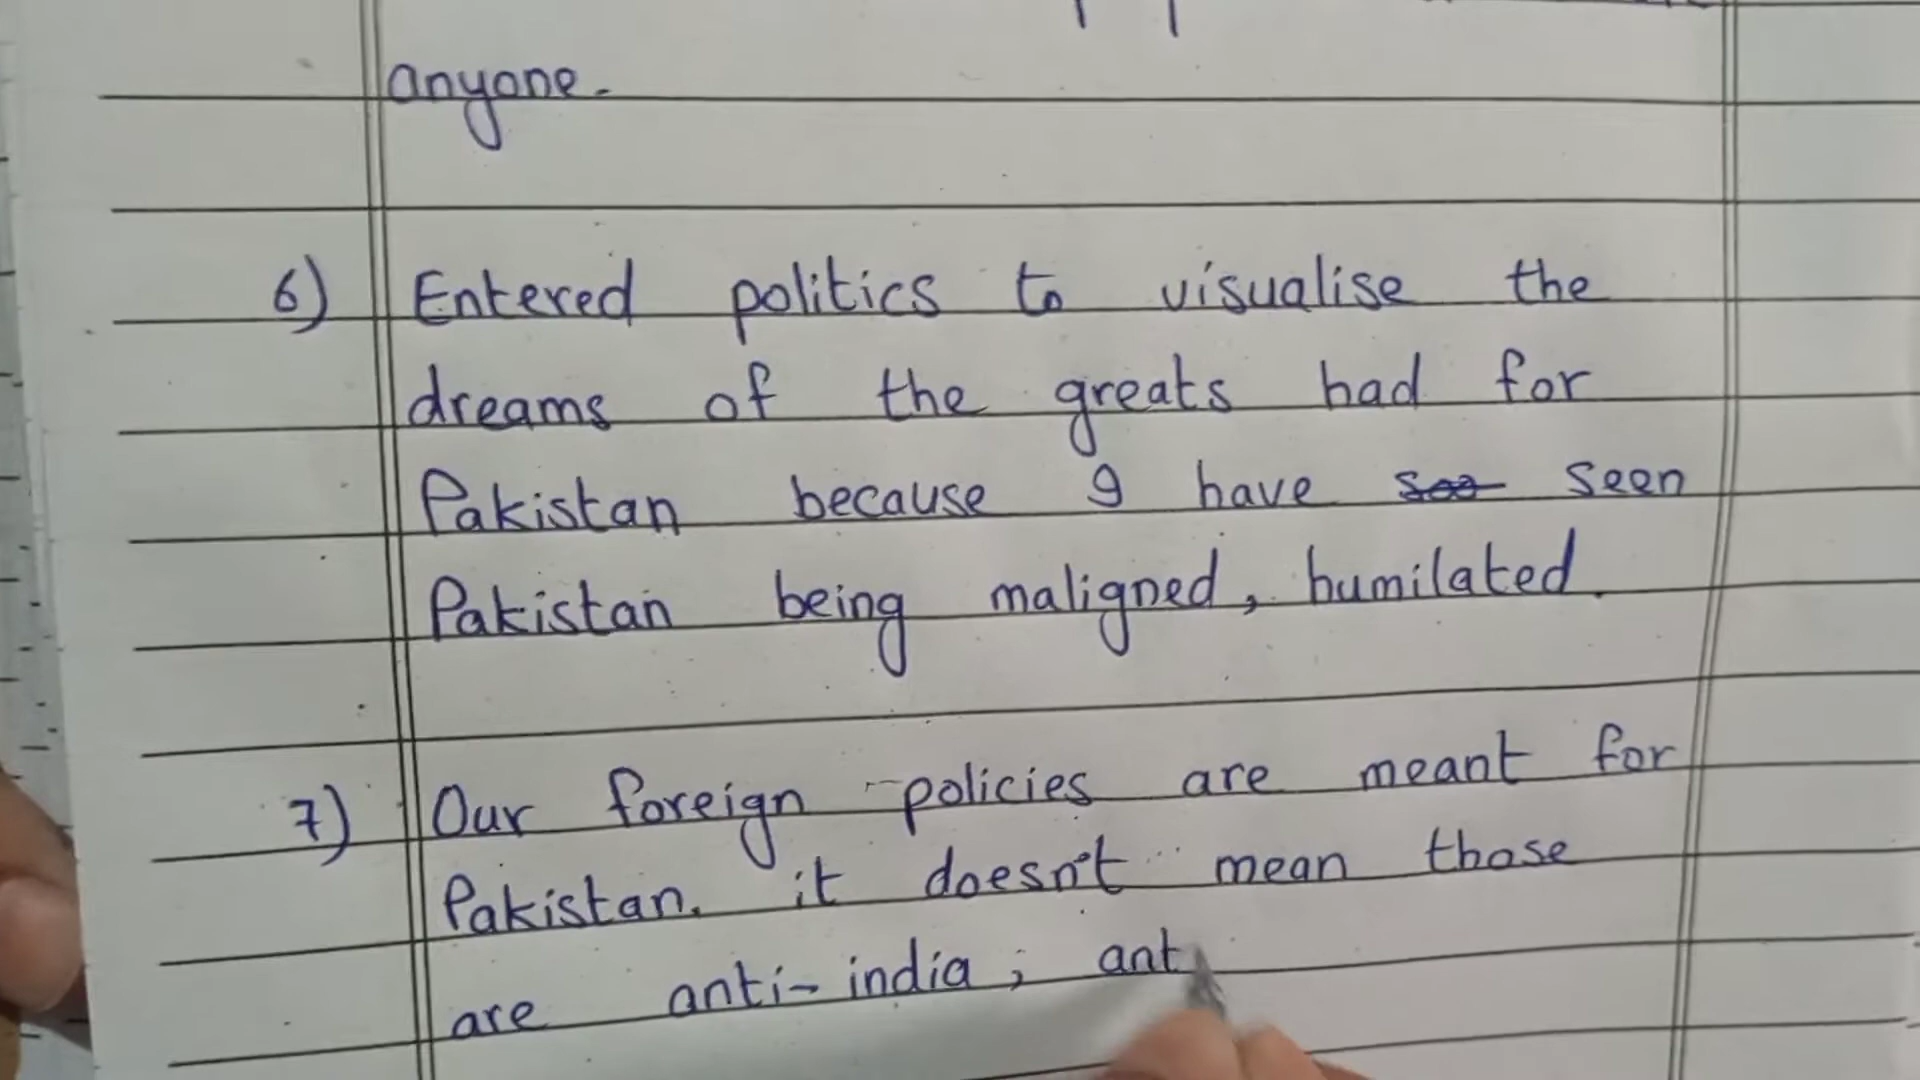 anyone.
6) Entered politics to visualise the
dreams of the greats had for
Pakistan because I have seen
Pakistan being maligned, humilated.
7) Our foreign policies are meant for
Pakistan. it doesn't mean those
are anti-india, ant